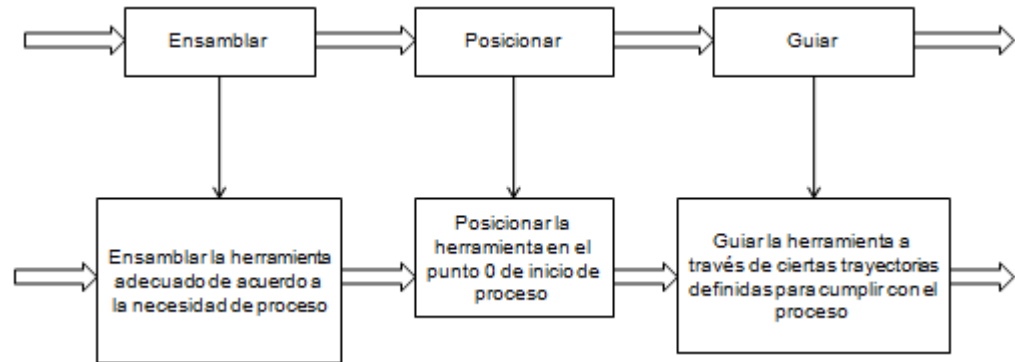 Ensamblar
Posicionar
Guiar
Ensamblar la herramienta
adecuado de acuerdo a
la necesidad de proceso
Posicionar la
herramienta en el
punto 0 de inicio de
proceso
Guiar la herramienta a
través de ciertas trayectorias
definidas para cumplir con el
proceso